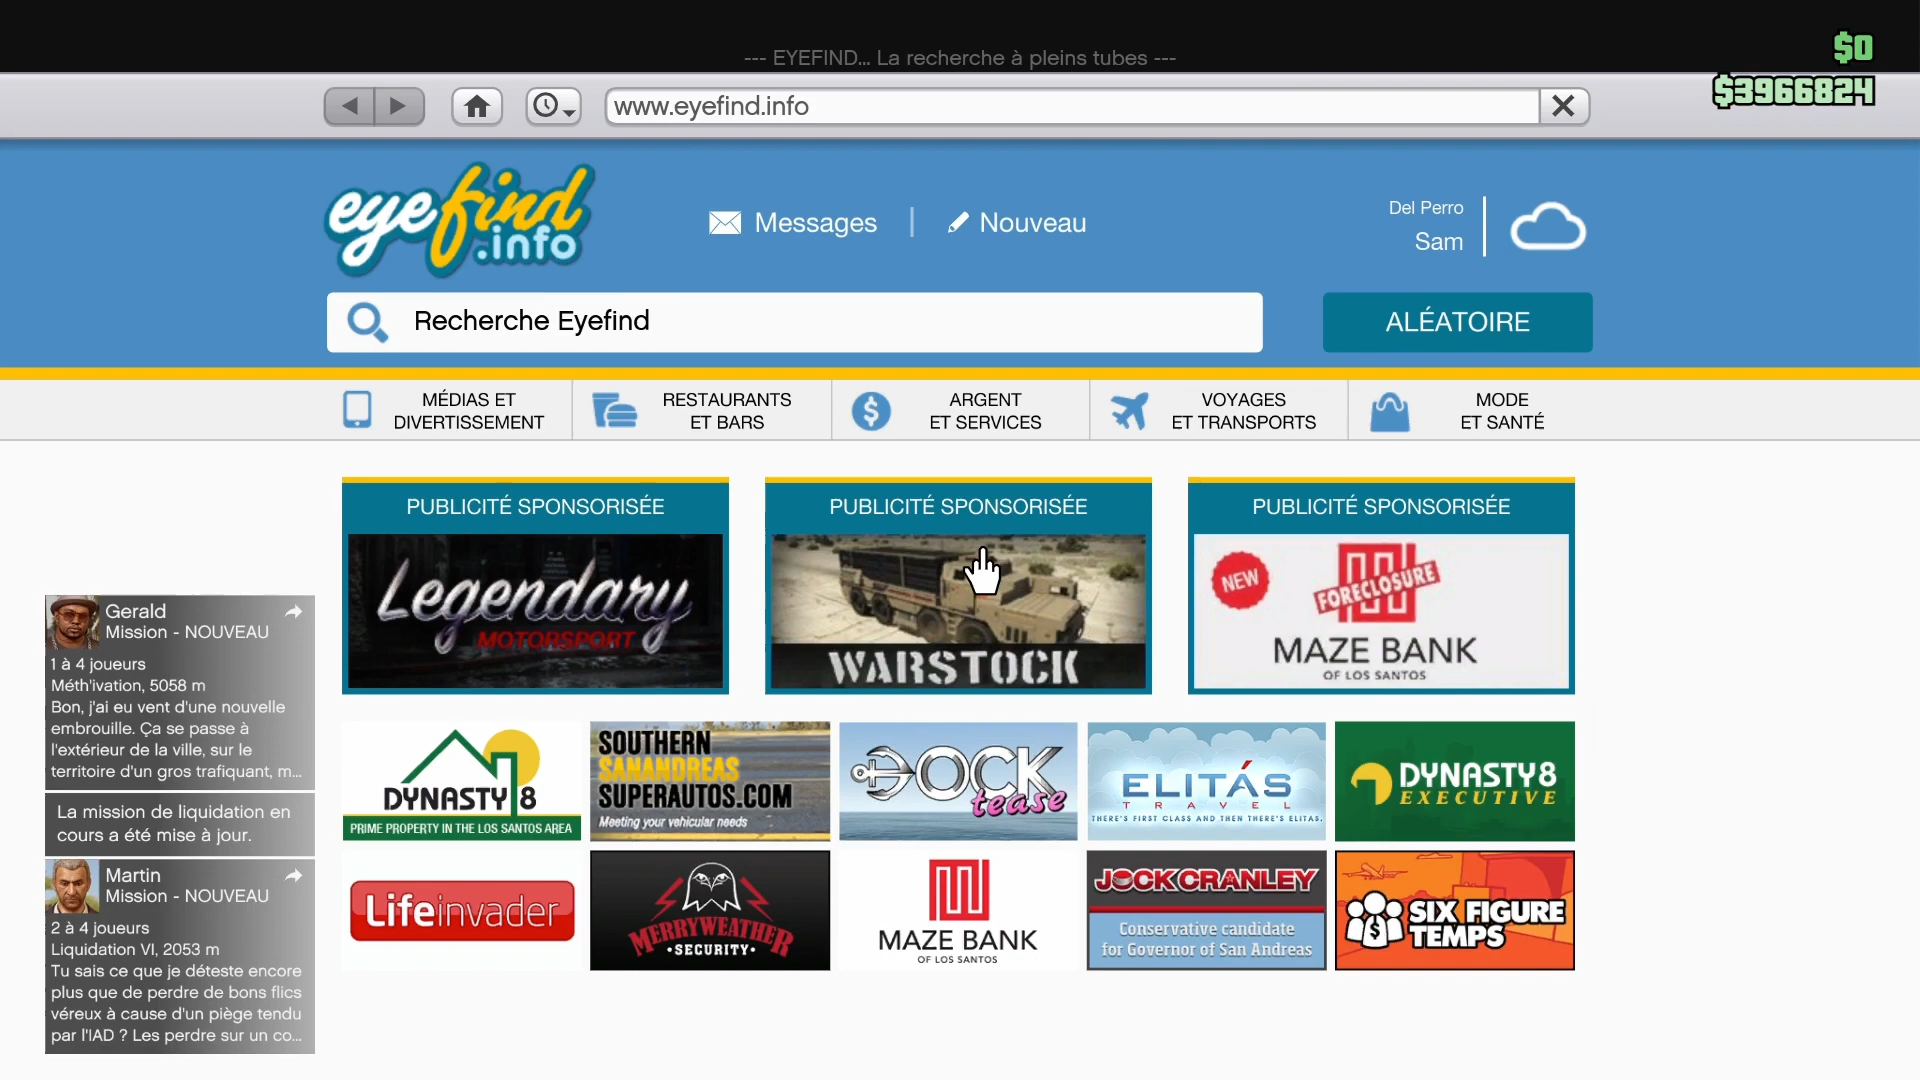 --- EYEFIND... La recherche à pleins tubes ---
$0
$3966824
www.eyefind.info
eyefind
.info
Messages
Nouveau
Del Perro
Sam
Recherche Eyefind
ALÉATOIRE
MÉDIAS ET
DIVERTISSEMENT
RESTAURANTS
ET BARS
ARGENT
ET SERVICES
VOYAGES
ET TRANSPORTS
MODE
ET SANTÉ
PUBLICITÉ SPONSORISÉE
Legendary
MOTORSPORT
PUBLICITÉ SPONSORISÉE
WARSTOCK
PUBLICITÉ SPONSORISÉE
NEW
FORECLOSURE
MAZE BANK
OF LOS SANTOS
Gerald
Mission - NOUVEAU
1 à 4 joueurs
Méth'ivation, 5058 m
Bon, j'ai eu vent d'une nouvelle
embrouille. Ça se passe à
l'extérieur de la ville, sur le
territoire d'un gros trafiquant, m...
La mission de liquidation en
cours a été mise à jour.
Martin
Mission - NOUVEAU
2 à 4 joueurs
Liquidation VI, 2053 m
Tu sais ce que je déteste encore
plus que de perdre de bons flics
véreux à cause d'un piège tendu
par l'IAD ? Les perdre sur un co...
DYNASTY 8
PRIME PROPERTY IN THE LOS SANTOS AREA
SOUTHERN
SANANDREAS
SUPERAUTOS.COM
Meeting your vehicular needs
DOCK
tease
ELITÁS
TRAVEL
THERE'S FIRST CLASS AND THEN THERE'S ELITAS.
DYNASTY 8
EXECUTIVE
Lifeinvader
MERRYWEATHER
·SECURITY·
MAZE BANK
OF LOS SANTOS
JOCK CRANLEY
Conservative candidate
for Governor of San Andreas
SIX FIGURE
TEMPS